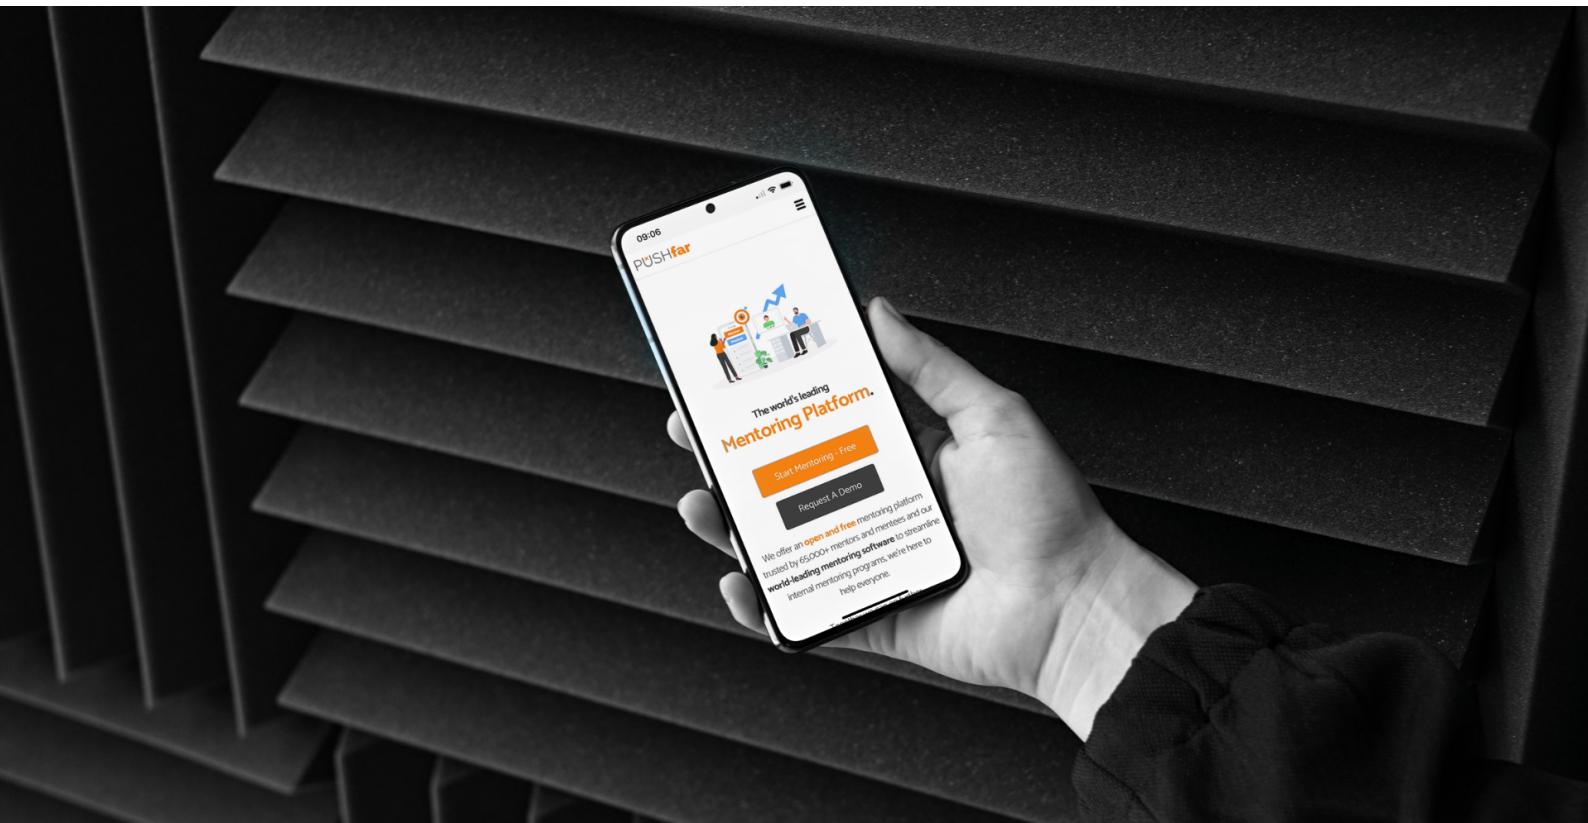 09:06
PUSHfar
The world's leading
Mentoring Platform.
Start Mentoring - Free
Request A Demo
We offer an open and free mentoring platform
trusted by 65,000+ mentors and mentees and our
world-leading mentoring software to streamline
internal mentoring programs, we're here to
help everyone.